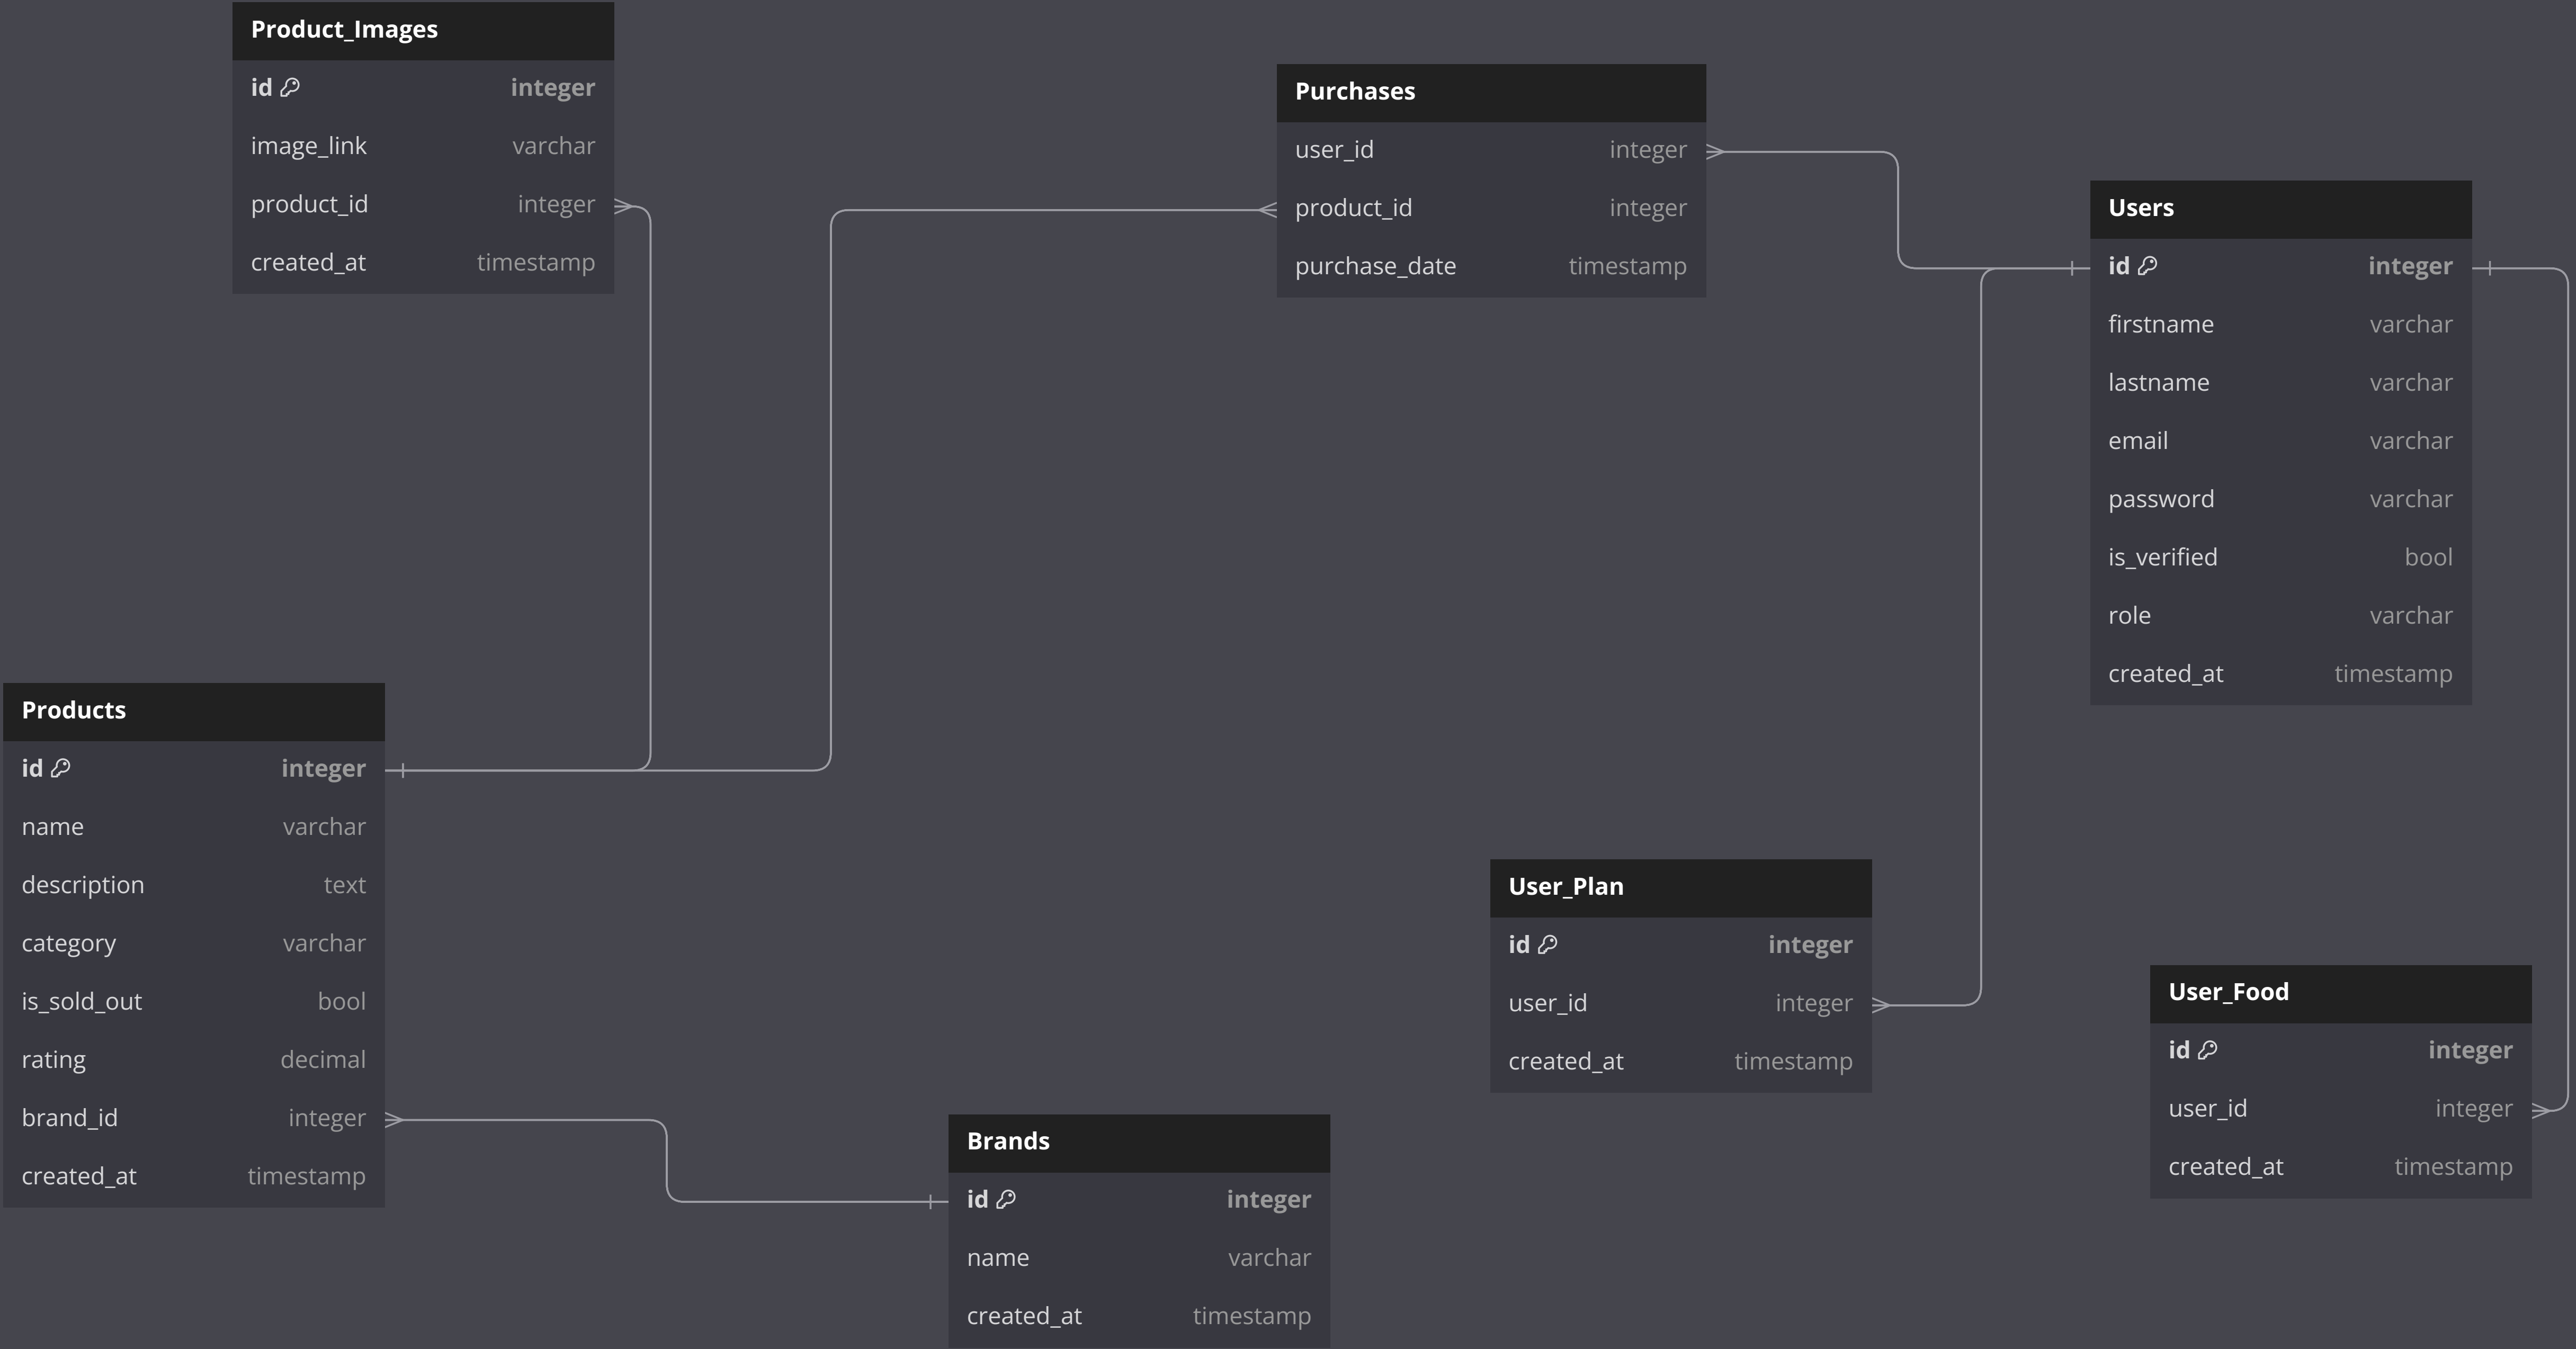 Product_Images
id integer
image_link varchar
product_id integer
created_at timestamp
Purchases
user_id integer
product_id integer
purchase_date timestamp
Users
id integer
firstname varchar
lastname varchar
email varchar
password varchar
is_verified bool
role varchar
created_at timestamp
Products
id integer
name varchar
description text
category varchar
is_sold_out bool
rating decimal
brand_id integer
created_at timestamp
User_Plan
id integer
user_id integer
created_at timestamp
User_Food
id integer
user_id integer
created_at timestamp
Brands
id integer
name varchar
created_at timestamp